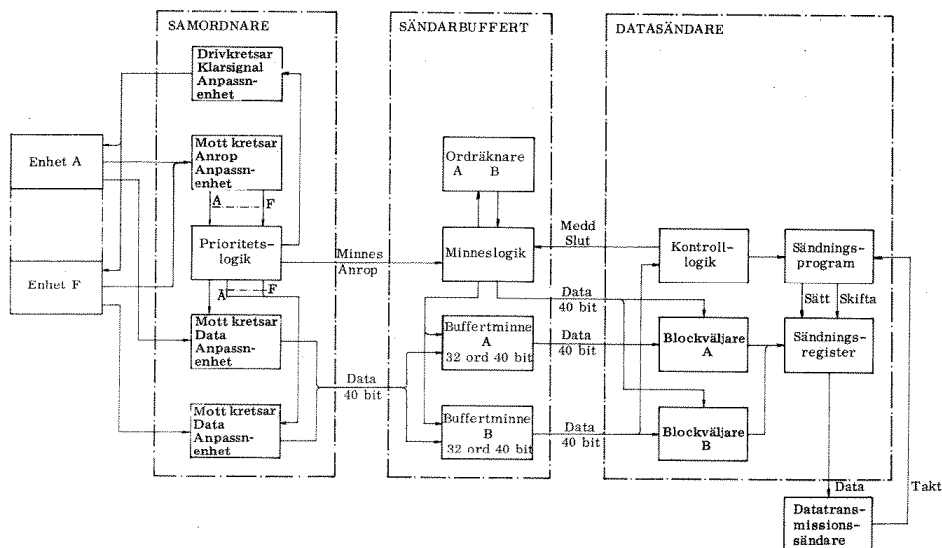 SAMORDNARE
Drivkretsar
Klarsignal
Anpassn-
enhet
Enhet A
Enhet F
Mott kretsar
Anrop
Anpassn-
enhet
A F
Prioritets-
logik
A F
Mott kretsar
Data
Anpassn-
enhet
Mott kretsar
Data
Anpassn-
enhet
Minnes
Anrop
Data
40 bit
SÄNDARBUFFERT
Ordräknare
A B
Minneslogik
Buffertminne
A
32 ord 40 bit
Buffertminne
B
32 ord 40 bit
Medd
Slut
Data
40 bit
Data
40 bit
Data
40 bit
DATASÄNDARE
Kontroll-
logik
Sändnings-
program
Sätt Skifta
Blockväljare
A
Sändnings-
register
Blockväljare
B
Data
Takt
Datatrans-
missions-
sändare